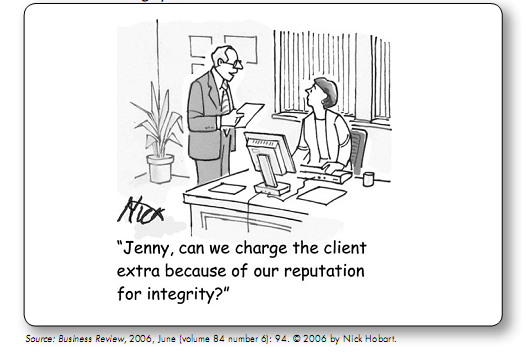 Nick
“Jenny, can we charge the client
extra because of our reputation
for integrity?”
Source: Business Review, 2006, June (volume 84 number 6): 94. © 2006 by Nick Hobart.